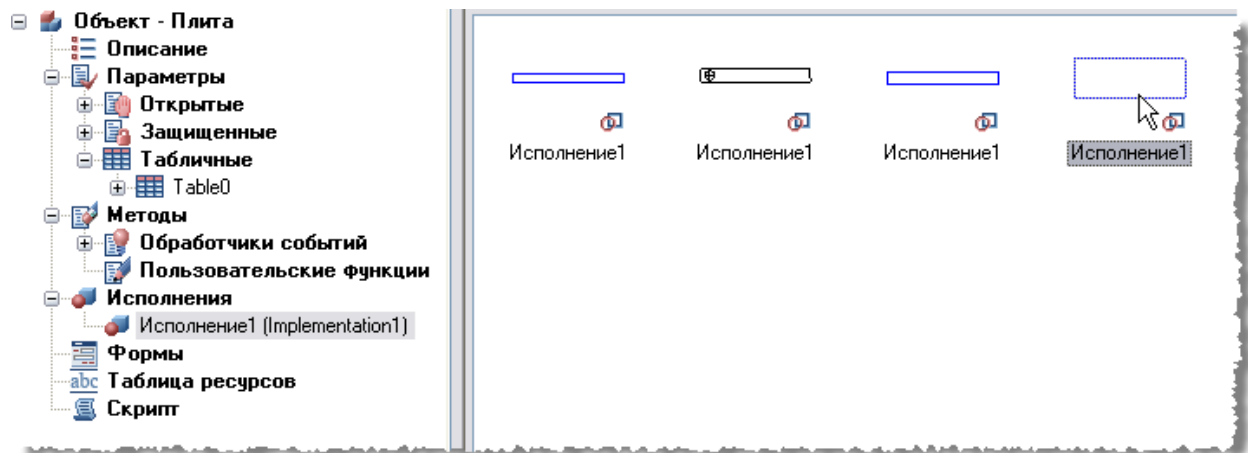 Объект - Плита
Описание
Параметры
Открытые
Защищенные
Табличные
Table0
Методы
Обработчики событий
Пользовательские функции
Исполнения
Исполнение1 (Implementation1)
Формы
abc Таблица ресурсов
Скрипт
Исполнение1 Исполнение1 Исполнение1 Исполнение1